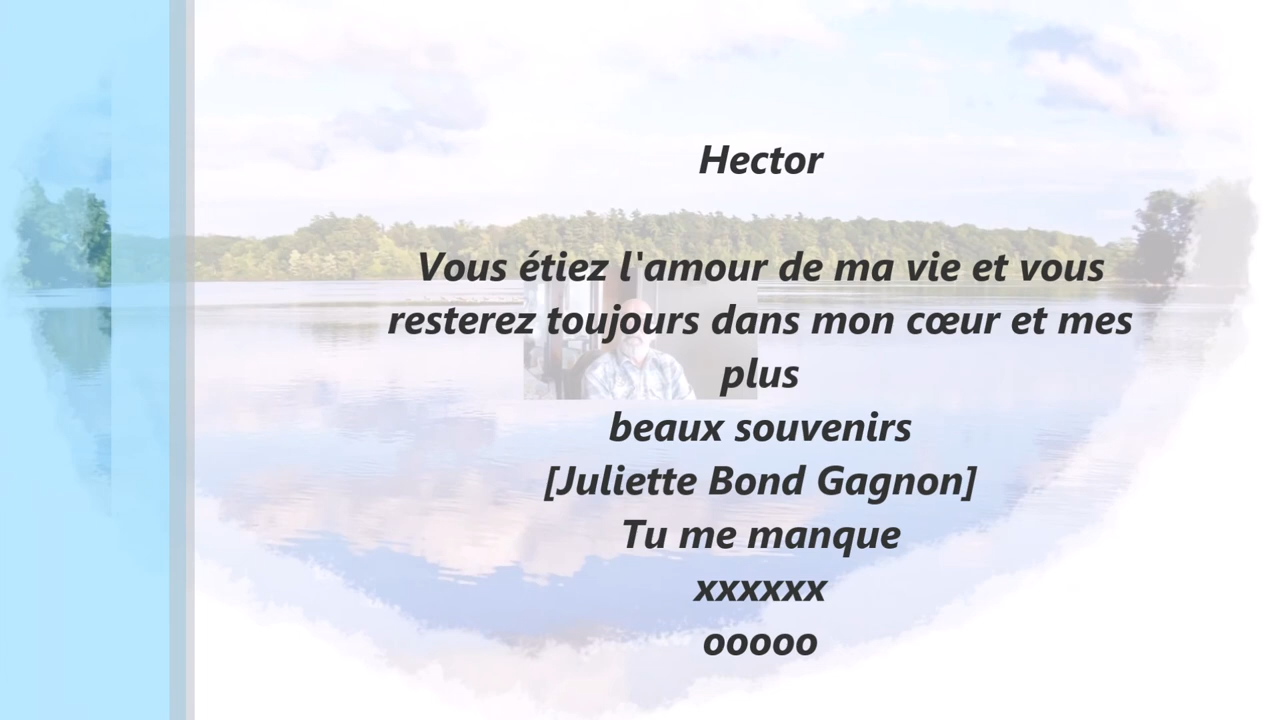 Hector
Vous étiez l'amour de ma vie et vous
resterez toujours dans mon cœur et mes
plus
beaux souvenirs
[Juliette Bond Gagnon]
Tu me manque
xxxxxx
ooooo